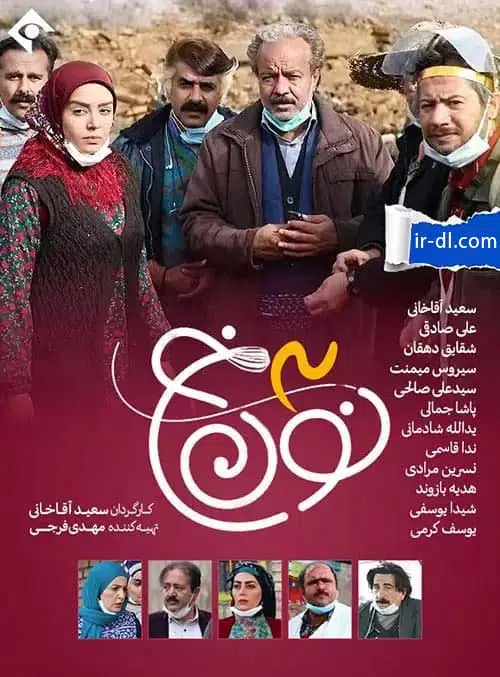 ir-dl.com
سعید آقاخانی
علی صادقی
شقایق دهقان
سیروس میمنت
سیدعلی صالحی
پاشا جمالی
یدالله شادمانی
ندا قاسمی
نسرین مرادی
هدیه بازوند
شیدا یوسفی
یوسف کرمی
نون خ ۳
کارگردان سعید آقاخانی
تهیه‌کننده مهدی فرجی